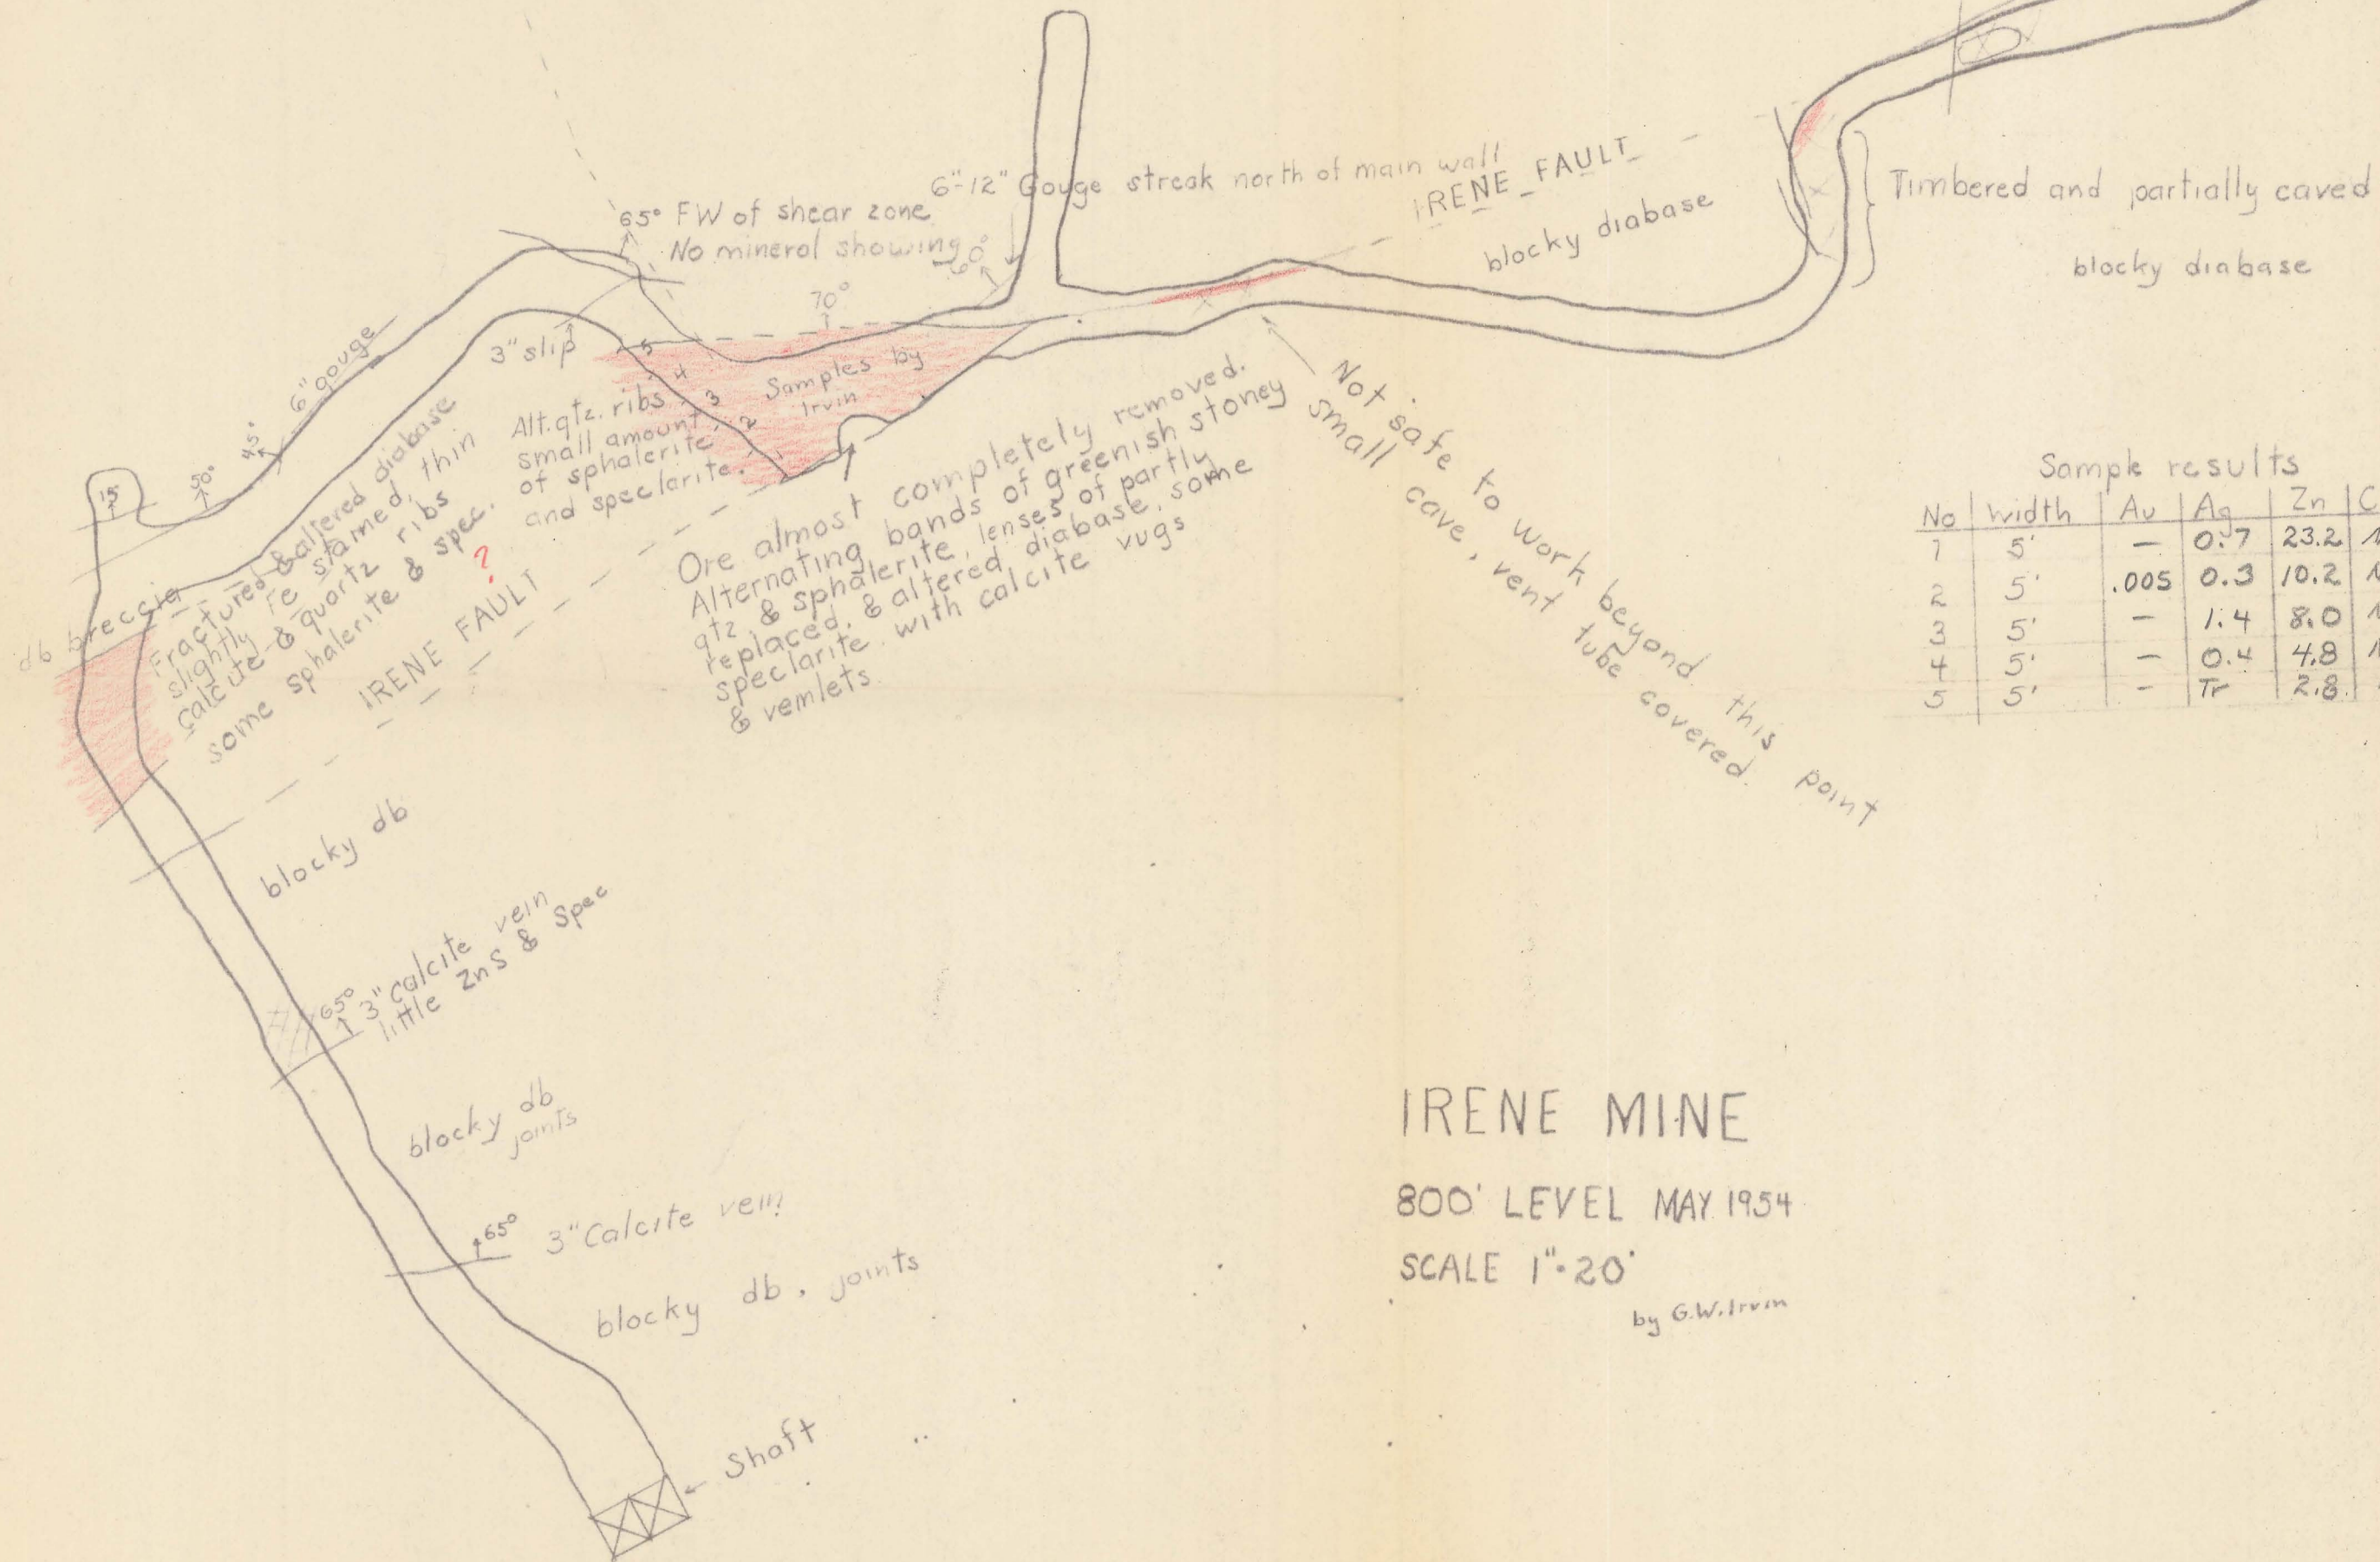 6"-12" Gouge streak north of main wall
IRENE FAULT
65° FW of shear zone
No mineral showing
60°
70°
blocky diabase
Timbered and partially caved
blocky diabase
3" slip
6" gouge
45°
50°
15
5
4
3
2
1
Samples by
Irvin
Alt. qtz. ribs
small amount
of sphalerite
and speclarite.
Fractured & altered diabase
slightly Fe stained, thin
calcite & quartz ribs
some sphalerite & spec.
?
db breccia
IRENE FAULT
Ore almost completely removed.
Alternating bands of greenish stoney
qtz. & sphalerite, lenses of partly
replaced, & altered, diabase, some
speclarite with calcite vugs
& veinlets.
Not safe to work beyond this point
small cave, vent tube covered.
Sample results
No Width Au Ag Zn C
1 5' — 0.7 23.2
2 5' .005 0.3 10.2
3 5' — 1.4 8.0
4 5' — 0.4 4.8
5 5' — Tr 2.8
blocky db
65°
3" calcite vein
little ZnS & Spec
blocky db
joints
65°
3" Calcite vein
blocky db. joints
Shaft
IRENE MINE
800' LEVEL MAY 1954
SCALE 1"=20'
by G.W. Irvin